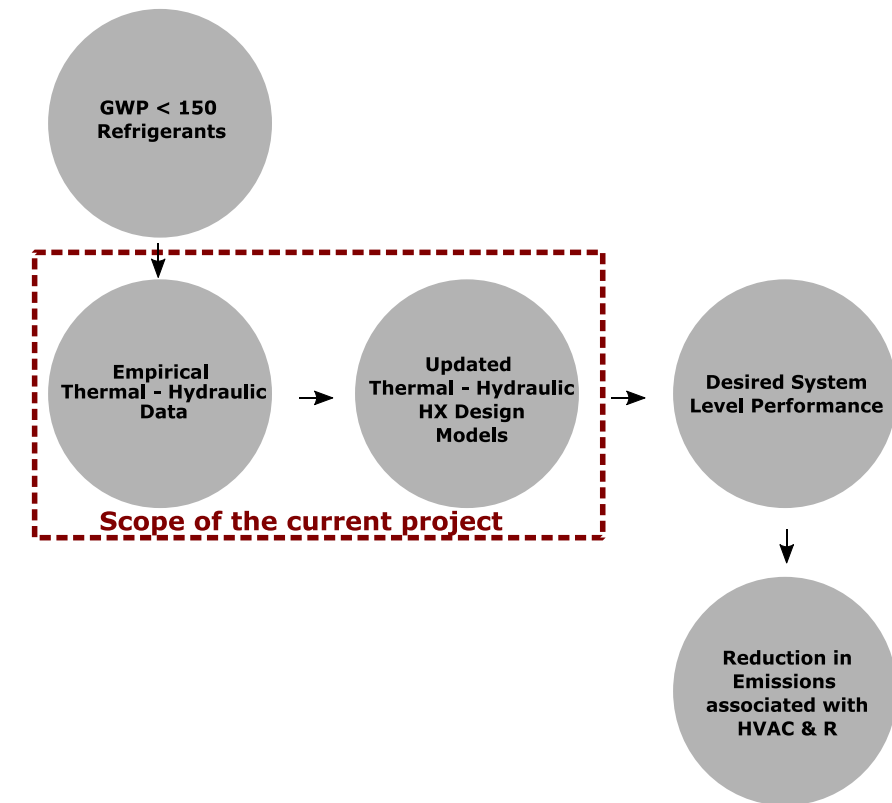 GWP < 150
Refrigerants
Empirical
Thermal - Hydraulic
Data
Updated
Thermal - Hydraulic
HX Design
Models
Desired System
Level Performance
Scope of the current project
Reduction in
Emissions
associated with
HVAC & R